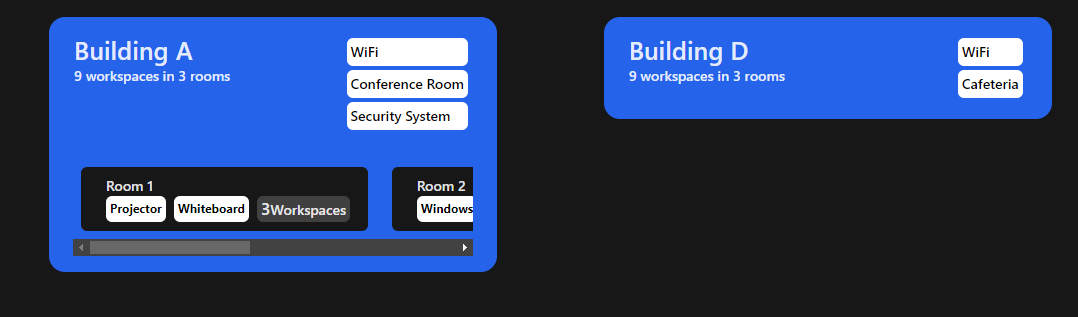 Building A
9 workspaces in 3 rooms
WiFi
Conference Room
Security System
Room 1
Projector Whiteboard 3Workspaces
Room 2
Windows
Building D
9 workspaces in 3 rooms
WiFi
Cafeteria